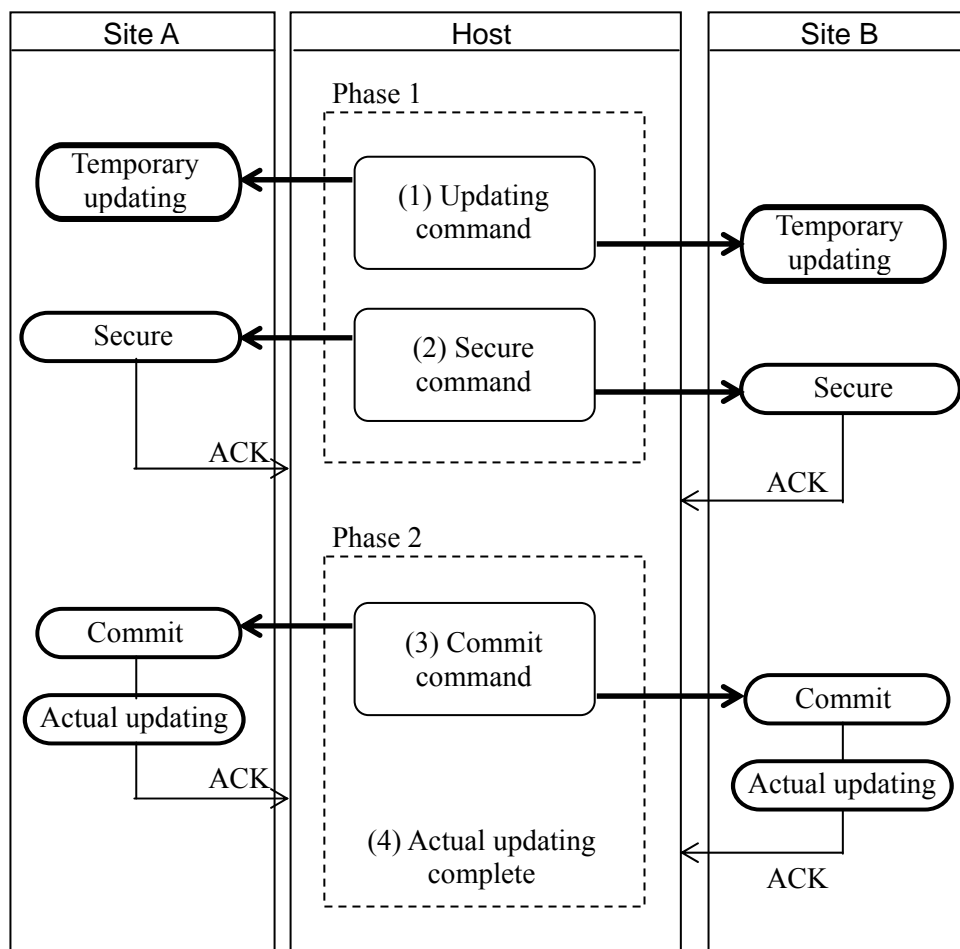 Site A
Host
Site B
Phase 1
Temporary
updating
(1) Updating
command
Temporary
updating
Secure
(2) Secure
command
Secure
ACK
ACK
Phase 2
Commit
(3) Commit
command
Commit
Actual updating
Actual updating
ACK
(4) Actual updating
complete
ACK